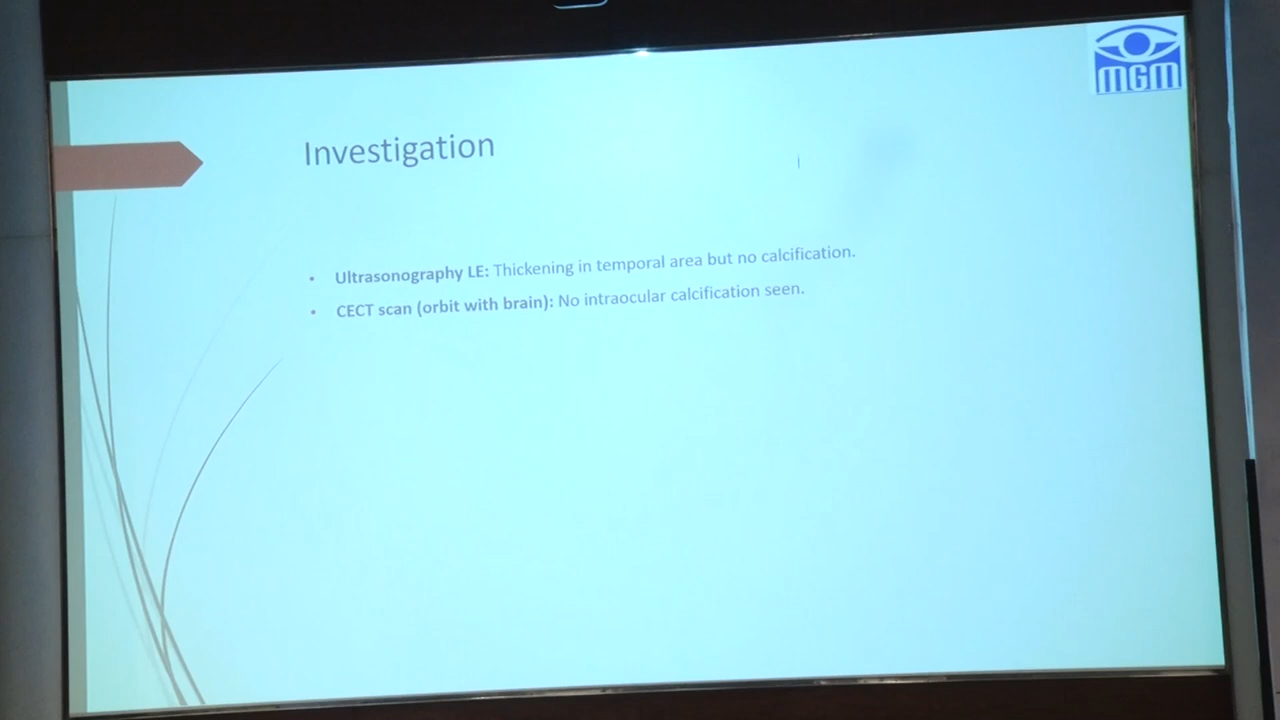 MGM
Investigation
• Ultrasonography LE: Thickening in temporal area but no calcification.
• CECT scan (orbit with brain): No intraocular calcification seen.